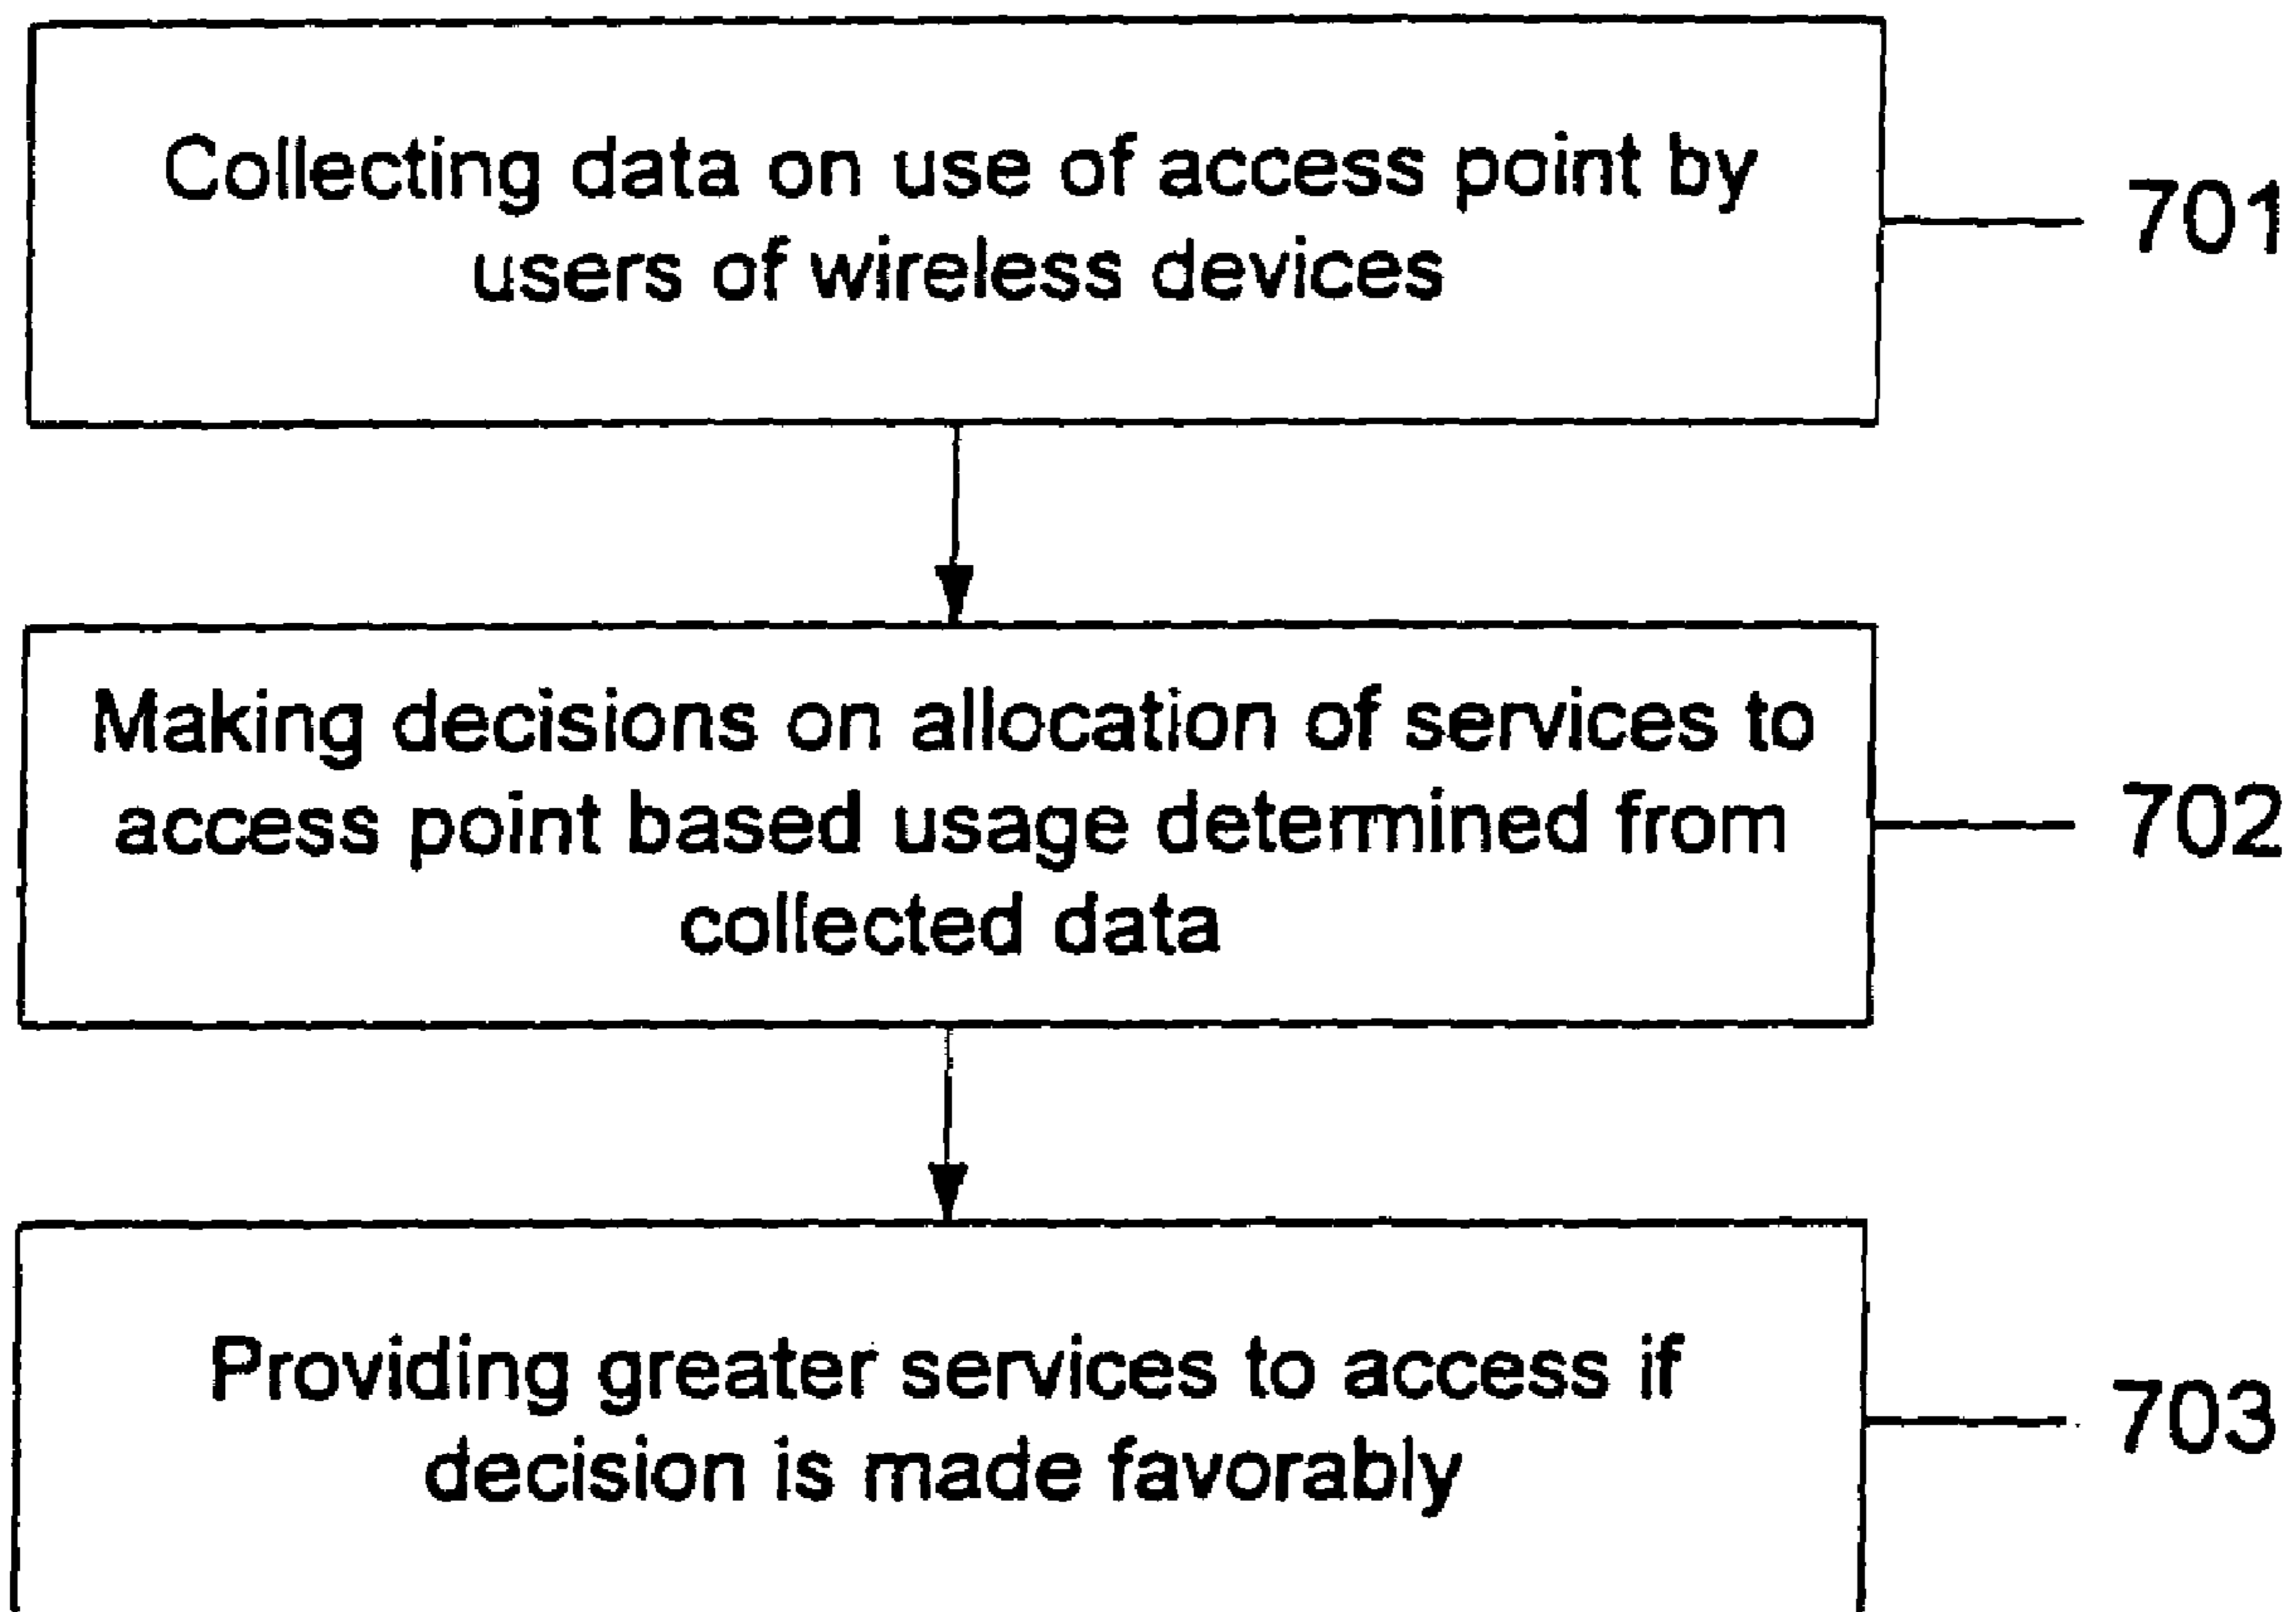 Collecting data on use of access point by
users of wireless devices
701
Making decisions on allocation of services to
access point based usage determined from
collected data
702
Providing greater services to access if
decision is made favorably
703